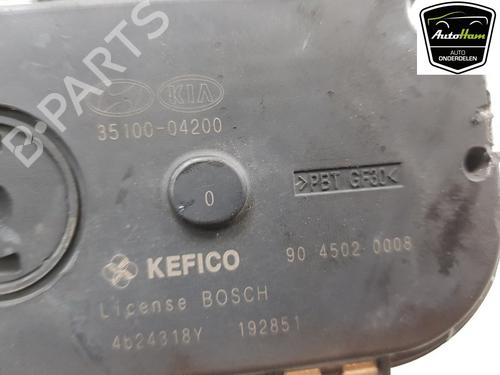 AutoHam
AUTO
ONDERDELEN
B-PARTS
KIA
35100-04200
0
>PBT GF30<
KEFICO
90 4502 0008
License BOSCH
4b24318Y 192851